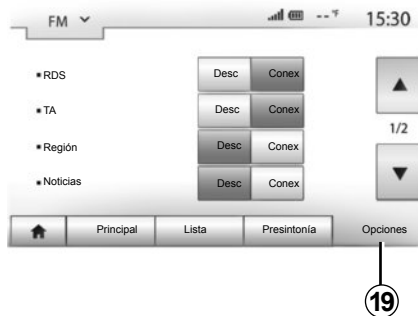 FM --°F 15:30
RDS Desc Conex
TA Desc Conex
1/2
Región Desc Conex
Noticias Desc Conex
Principal Lista Presintonía Opciones
19